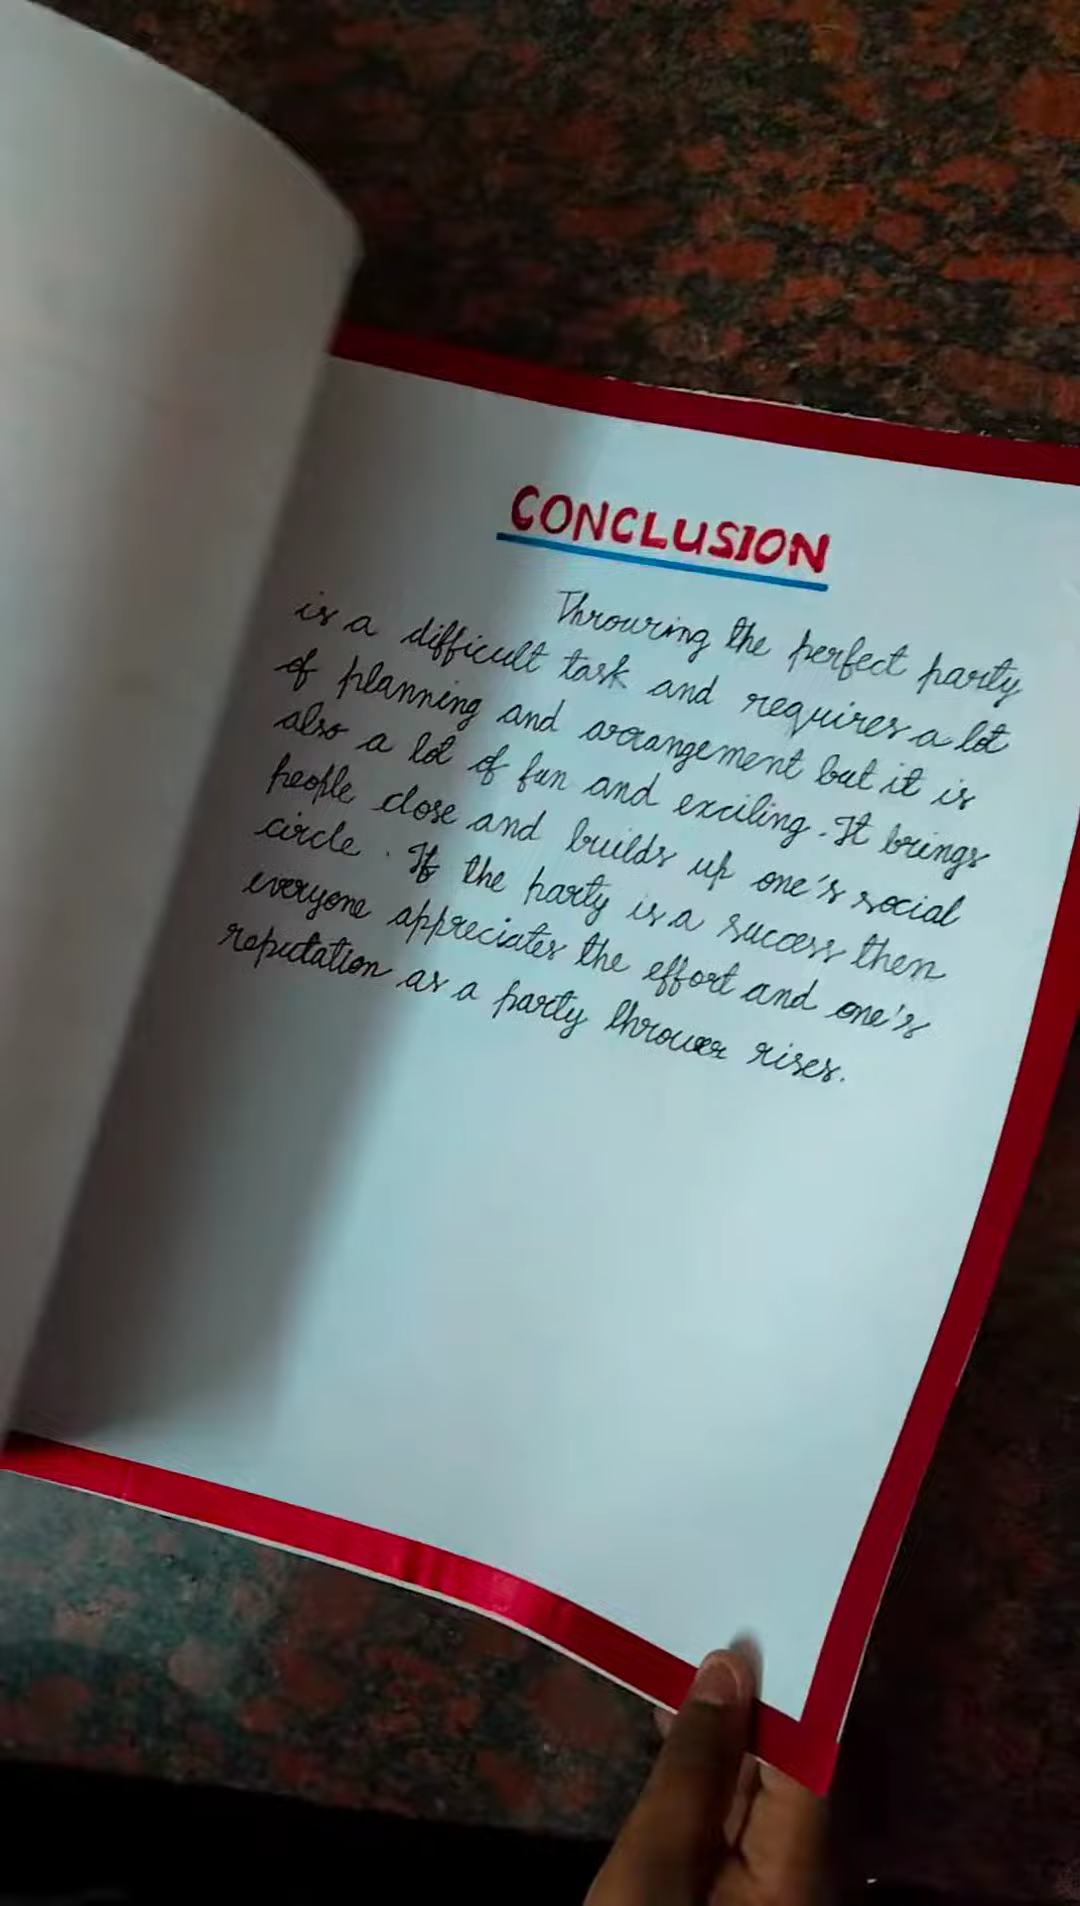 CONCLUSION
Throwing the perfect party
is a difficult task and requires a lot
of planning and arrangement but it is
also a lot of fun and exciting. It brings
people close and builds up one's social
circle. If the party is a success then
everyone appreciates the effort and one's
reputation as a party thrower rises.